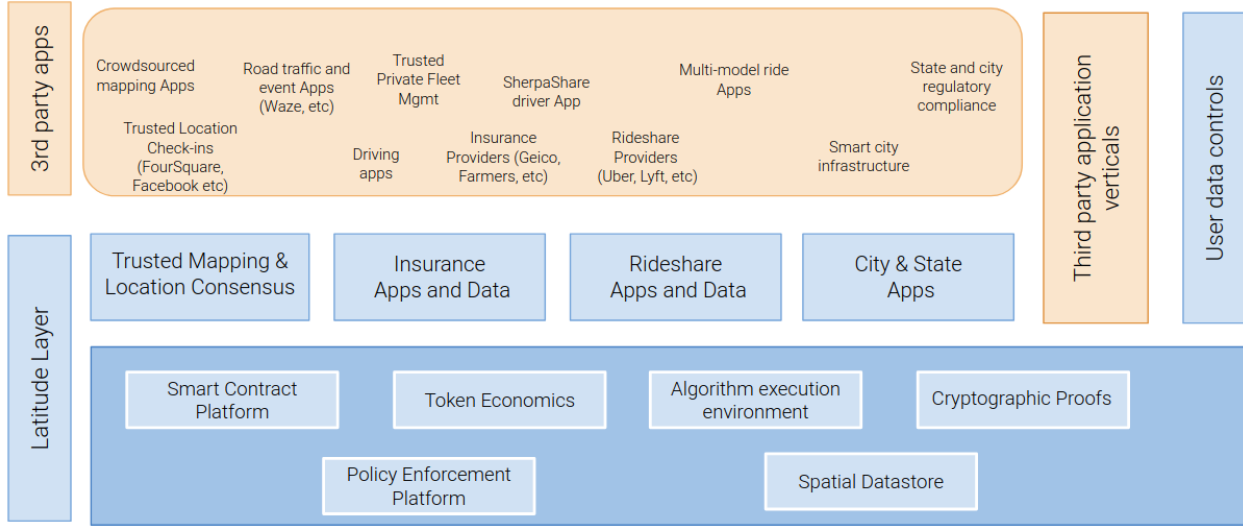 3rd party apps
Crowdsourced
mapping Apps
Road traffic and
event Apps
(Waze, etc)
Trusted
Private Fleet
Mgmt
SherpaShare
driver App
Multi-model ride
Apps
State and city
regulatory
compliance
Trusted Location
Check-ins
(FourSquare,
Facebook etc)
Driving
apps
Insurance
Providers (Geico,
Farmers, etc)
Rideshare
Providers
(Uber, Lyft, etc)
Smart city
infrastructure
Third party application
verticals
User data controls
Latitude Layer
Trusted Mapping &
Location Consensus
Insurance
Apps and Data
Rideshare
Apps and Data
City & State
Apps
Smart Contract
Platform
Token Economics
Algorithm execution
environment
Cryptographic Proofs
Policy Enforcement
Platform
Spatial Datastore